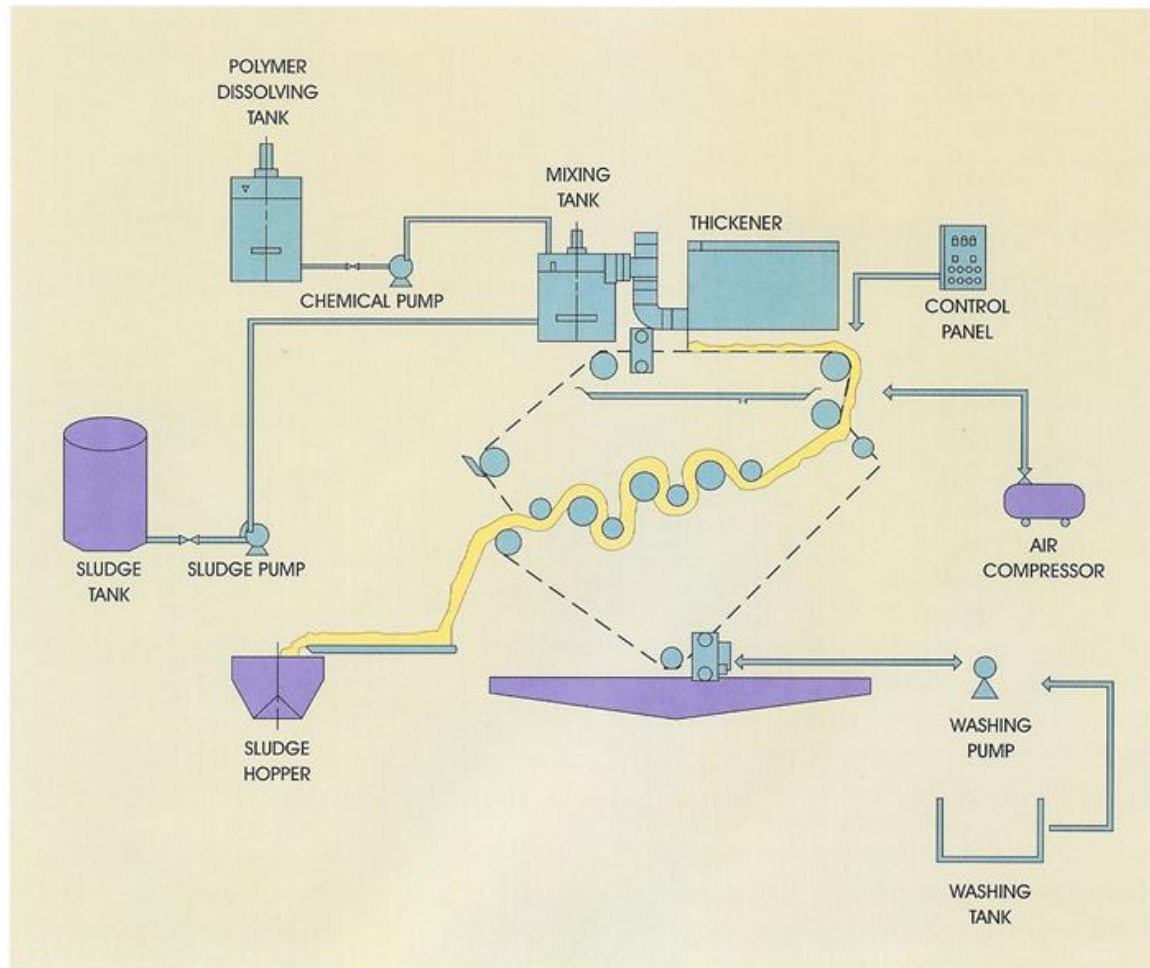 POLYMER
DISSOLVING
TANK
MIXING
TANK
THICKENER
CHEMICAL PUMP
CONTROL
PANEL
SLUDGE
TANK
SLUDGE PUMP
AIR
COMPRESSOR
SLUDGE
HOPPER
WASHING
PUMP
WASHING
TANK